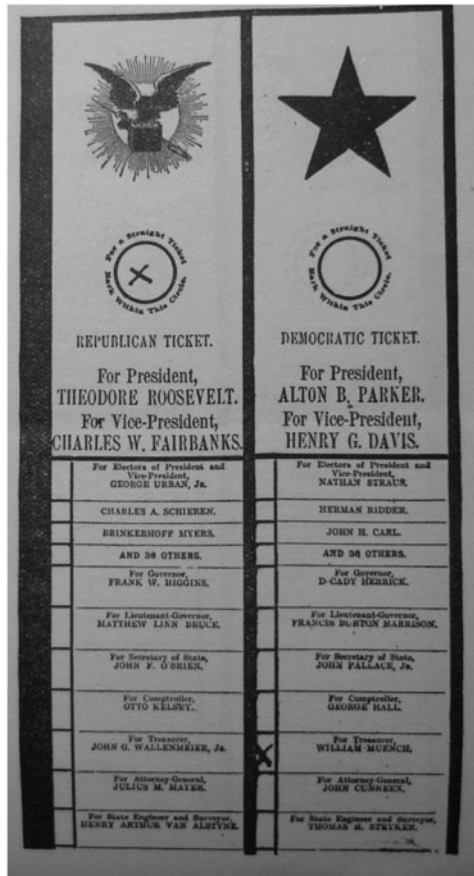 For a Straight Ticket
Mark Within This Circle.
REPUBLICAN TICKET.
For President,
THEODORE ROOSEVELT.
For Vice-President,
CHARLES W. FAIRBANKS.
For Electors of President and
Vice-President,
GEORGE URBAN, Jr.
CHARLES A. SCHIEREN.
BRINKERHOFF MYERS.
AND 36 OTHERS.
For Governor,
FRANK W. HIGGINS.
For Lieutenant-Governor,
MATTHEW LINN BRUCE.
For Secretary of State,
JOHN F. O'BRIEN.
For Comptroller,
OTTO KELSEY.
For Treasurer,
JOHN G. WALLENMEIER, Jr.
For Attorney-General,
JULIUS M. MAYER.
For State Engineer and Surveyor,
HENRY ARTHUR VAN ALSTYNE.
For a Straight Ticket
Mark Within This Circle.
DEMOCRATIC TICKET.
For President,
ALTON B. PARKER.
For Vice-President,
HENRY G. DAVIS.
For Electors of President and
Vice-President,
NATHAN STRAUS.
HERMAN RIDDER.
JOHN H. CARL.
AND 36 OTHERS.
For Governor,
D-CADY HERRICK.
For Lieutenant-Governor,
FRANCIS BURTON HARRISON.
For Secretary of State,
JOHN PALLACE, Jr.
For Comptroller,
GEORGE HALL.
For Treasurer,
WILLIAM MUENCH.
For Attorney-General,
JOHN CUNNEEN.
For State Engineer and Surveyor,
THOMAS H. STRYKER.